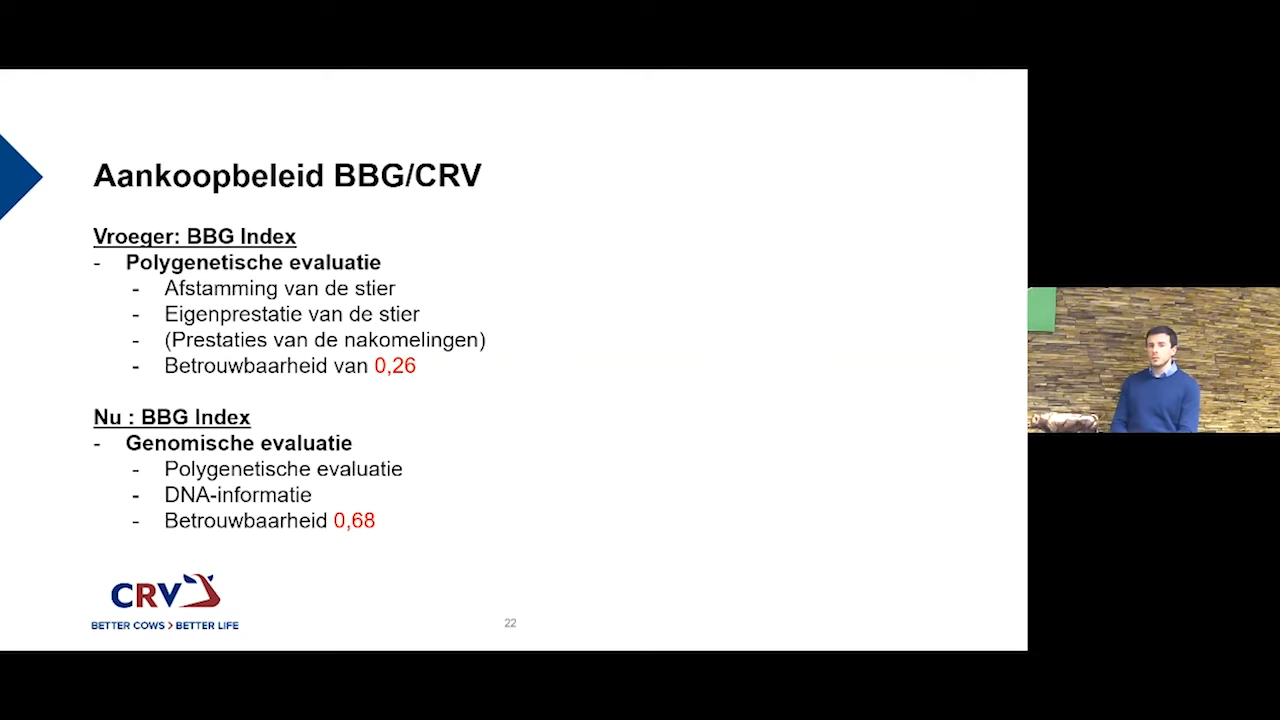 Aankoopbeleid BBG/CRV
Vroeger: BBG Index
- Polygenetische evaluatie
- Afstamming van de stier
- Eigenprestatie van de stier
- (Prestaties van de nakomelingen)
- Betrouwbaarheid van 0,26
Nu : BBG Index
- Genomische evaluatie
- Polygenetische evaluatie
- DNA-informatie
- Betrouwbaarheid 0,68
CRV
BETTER COWS > BETTER LIFE
22